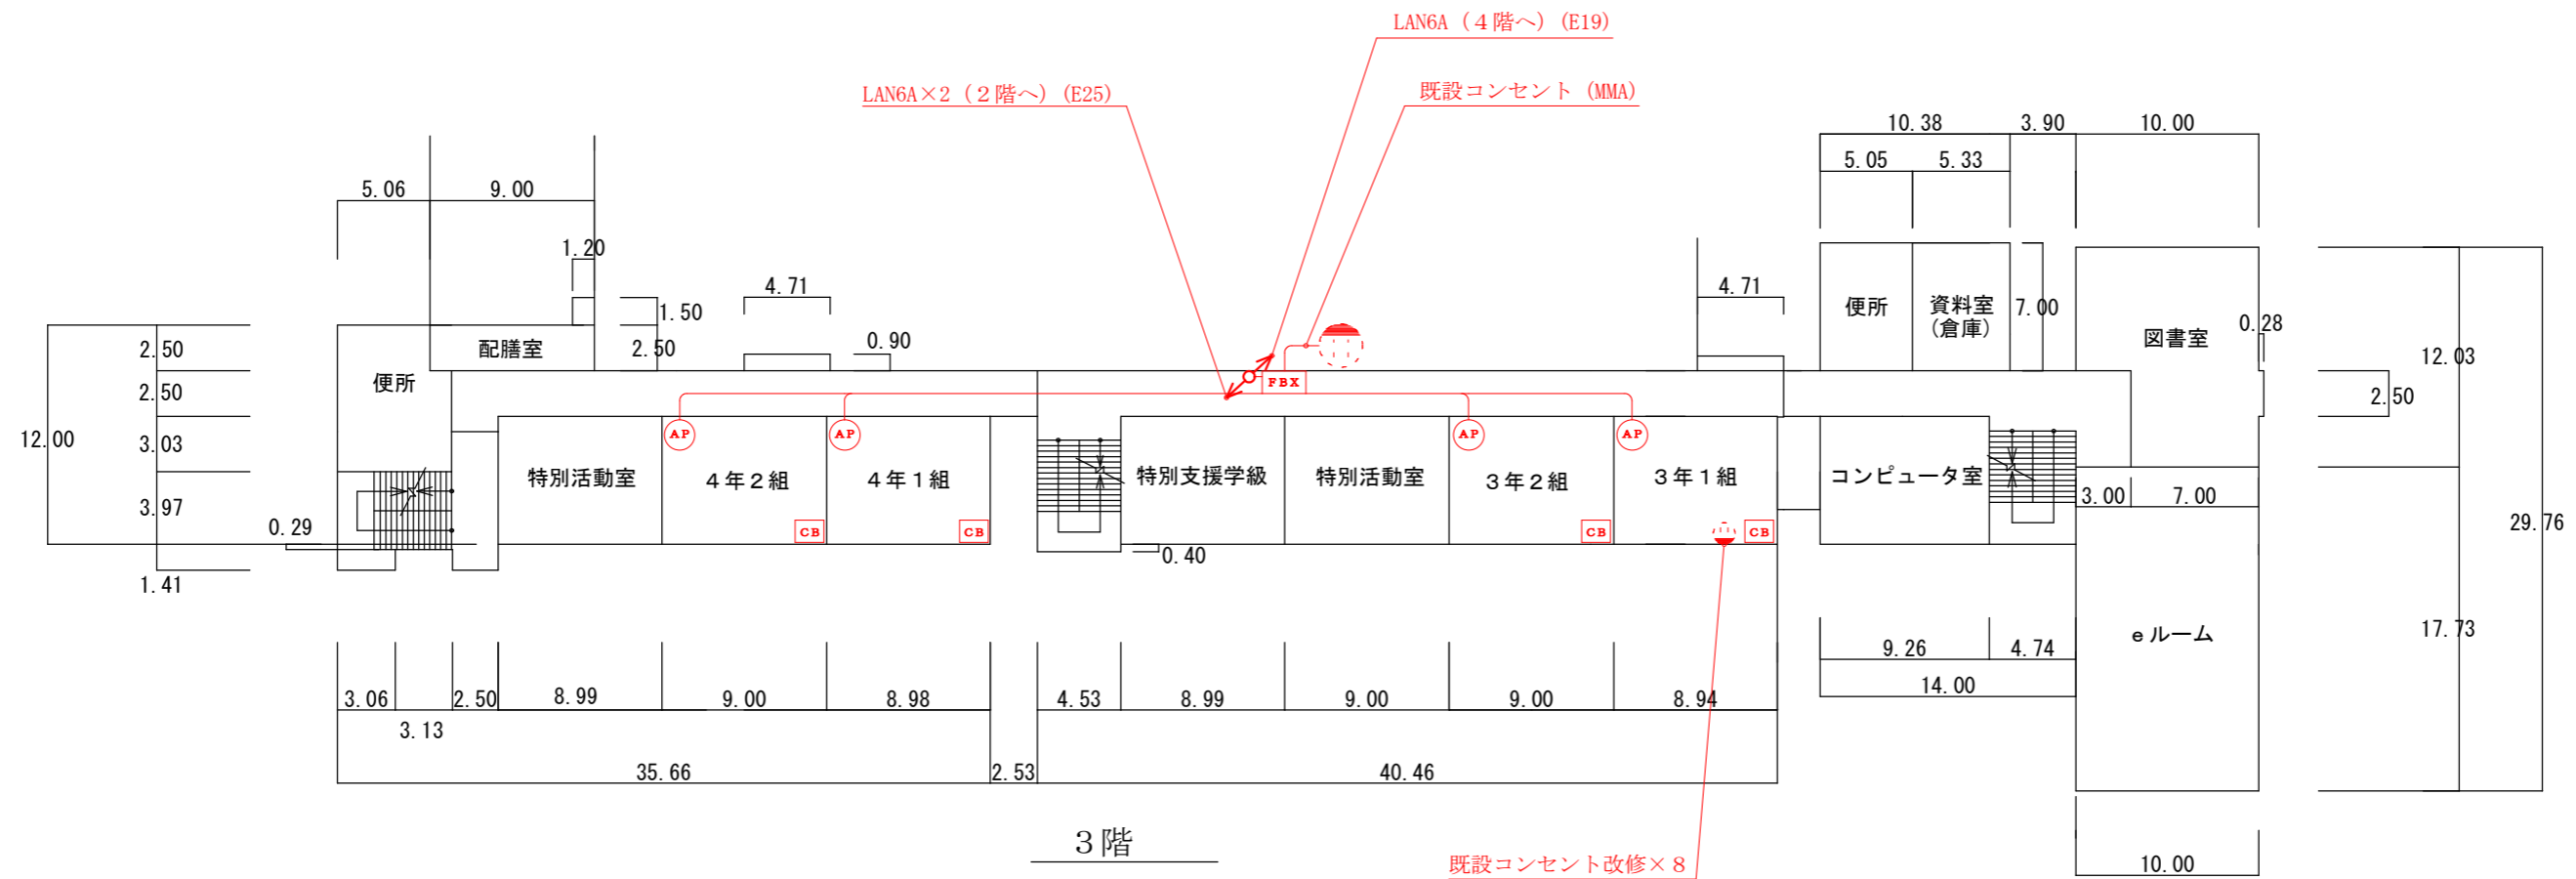 LAN6A（４階へ）(E19)
LAN6A×2（２階へ）(E25)
既設コンセント（MMA)
10.38
3.90
10.00
5.05
5.33
5.06
9.00
1.20
4.71
4.71
1.50
便所
資料室
（倉庫）
7.00
0.28
図書室
2.50
配膳室
2.50
0.90
12.03
便所
FBX
2.50
2.50
12.00
3.03
AP
AP
AP
AP
特別活動室
４年２組
４年１組
特別支援学級
特別活動室
３年２組
３年１組
コンピュータ室
3.97
3.00
7.00
0.29
CB
CB
CB
CB
29.76
1.41
0.40
eルーム
17.73
9.26
4.74
3.06
2.50
8.99
9.00
8.98
4.53
8.99
9.00
9.00
8.94
14.00
3.13
35.66
2.53
40.46
３階
既設コンセント改修×８
10.00